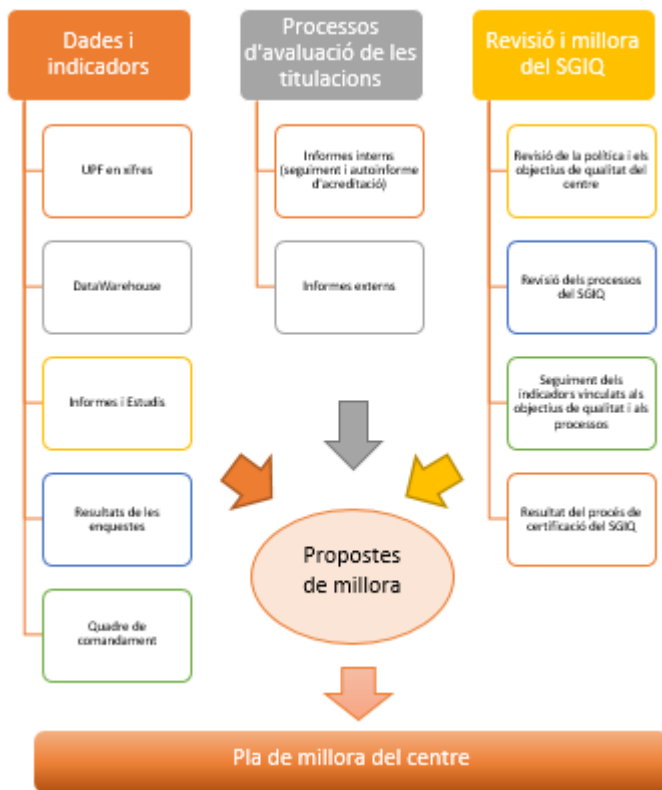 Dades i
indicadors
UPF en xifres
DataWarehouse
Informes i Estudis
Resultats de les
enquestes
Quadre de
comandament
Processos
d'avaluació de les
titulacions
Informes interns
(seguiment i autoinforme
d'acreditació)
Informes externs
Revisió i millora
del SGIQ
Revisió de la política i els
objectius de qualitat del
centre
Revisió dels processos
del SGIQ
Seguiment dels
indicadors vinculats als
objectius de qualitat i als
processos
Resultat del procés de
certificació del SGIQ
Propostes
de millora
Pla de millora del centre